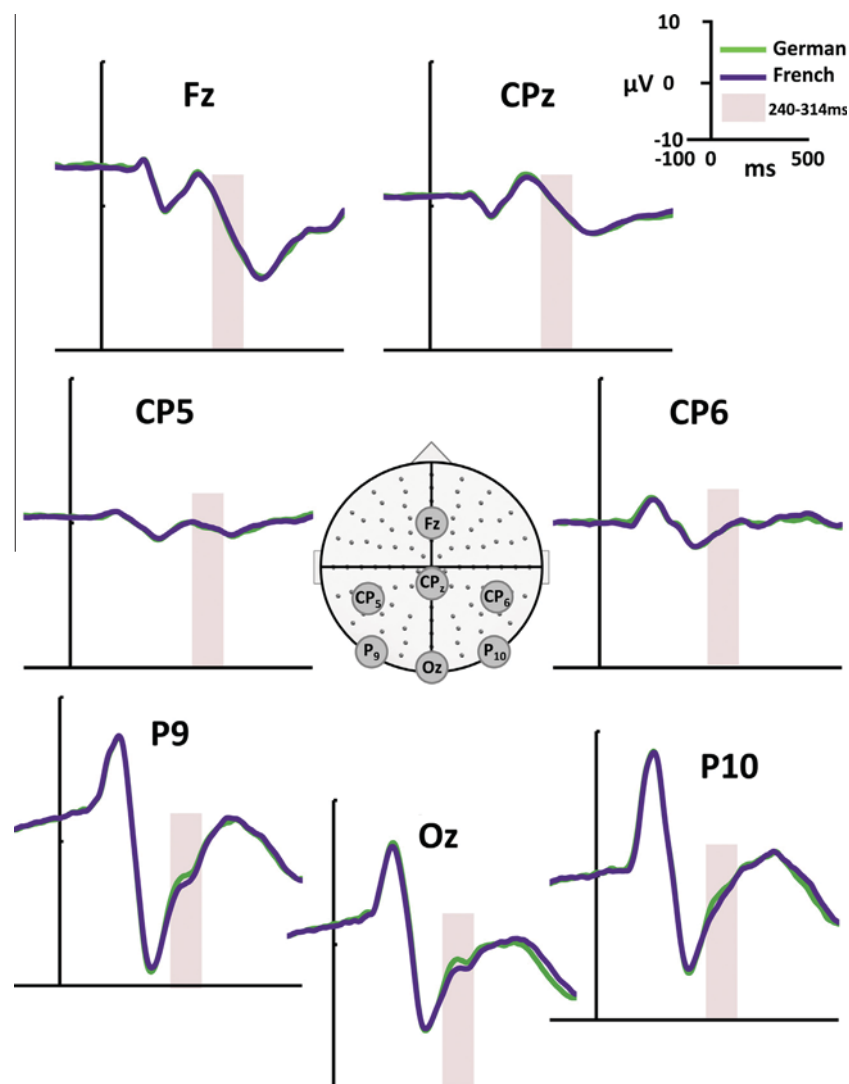 10
German
Fz
CPz
French
µV 0
240-314ms
-10
-100 0 500
ms
CP5
CP6
Fz
CPz
CP5
CP6
P9
P10
Oz
P9
P10
Oz